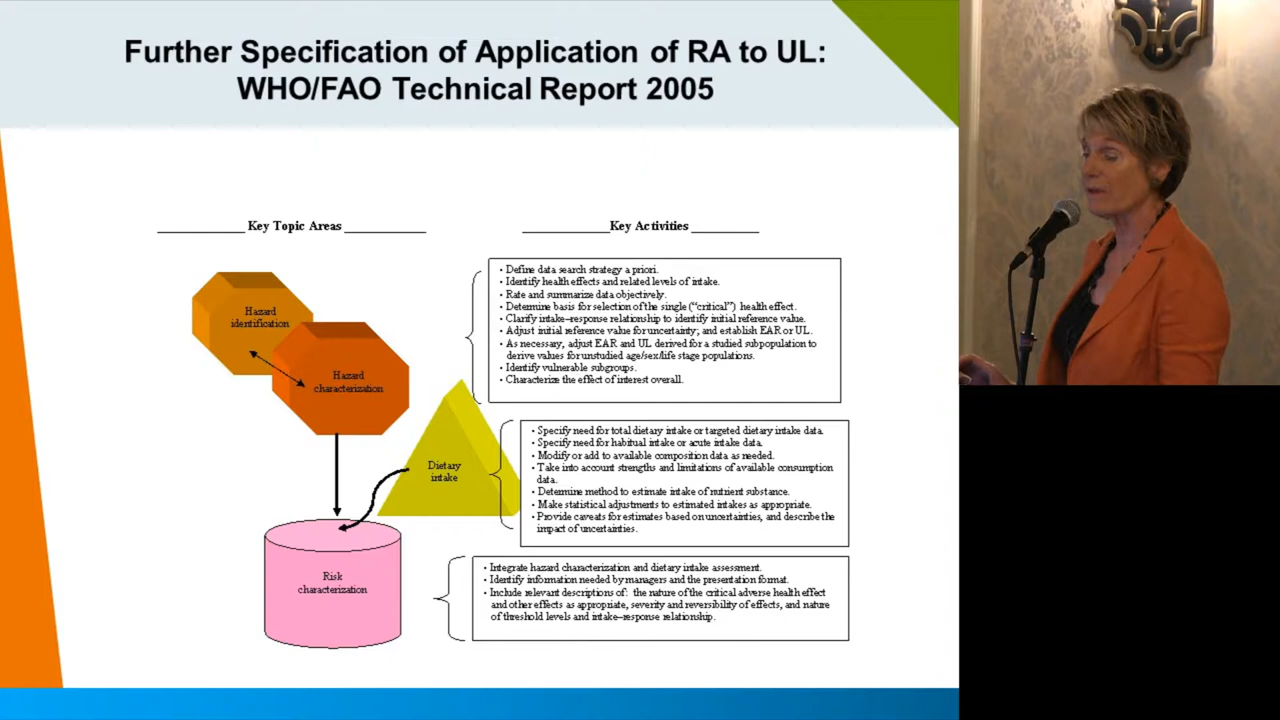 Further Specification of Application of RA to UL:
WHO/FAO Technical Report 2005
Key Topic Areas
Key Activities
Hazard
identification
Hazard
characterization
• Define data search strategy a priori.
• Identify health effects and related levels of intake.
• Rate and summarize data objectively.
• Determine basis for selection of the single (“critical”) health effect.
• Clarify intake–response relationship to identify initial reference value.
• Adjust initial reference value for uncertainty; and establish EAR or UL.
• As necessary, adjust EAR and UL derived for a studied subpopulation to
derive values for unstudied age/sex/life stage populations.
• Identify vulnerable subgroups.
• Characterize the effect of interest overall.
Dietary
intake
• Specify need for total dietary intake or targeted dietary intake data.
• Specify need for habitual intake or acute intake data.
• Modify or add to available composition data as needed.
• Take into account strengths and limitations of available consumption
data.
• Determine method to estimate intake of nutrient substance.
• Make statistical adjustments to estimated intakes as appropriate.
• Provide caveats for estimates based on uncertainties, and describe the
impact of uncertainties.
Risk
characterization
• Integrate hazard characterization and dietary intake assessment.
• Identify information needed by managers and the presentation format.
• Include relevant descriptions of: the nature of the critical adverse health effect
and other effects as appropriate, severity and reversibility of effects, and nature
of threshold levels and intake–response relationship.